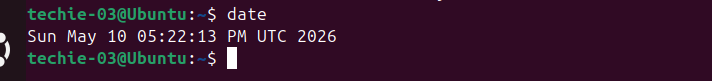 techie-03@Ubuntu:~$ date
Sun May 10 05:22:13 PM UTC 2026
techie-03@Ubuntu:~$